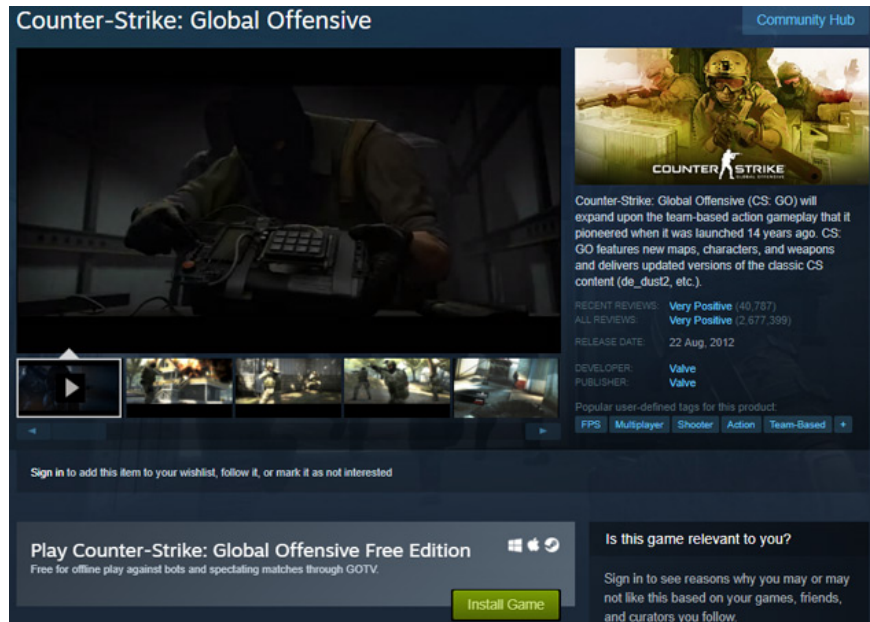 Counter-Strike: Global Offensive
Community Hub
COUNTER STRIKE
GLOBAL OFFENSIVE
Counter-Strike: Global Offensive (CS: GO) will
expand upon the team-based action gameplay that it
pioneered when it was launched 14 years ago. CS:
GO features new maps, characters, and weapons
and delivers updated versions of the classic CS
content (de_dust2, etc.).
RECENT REVIEWS: Very Positive (40,787)
ALL REVIEWS: Very Positive (2,677,399)
RELEASE DATE: 22 Aug, 2012
DEVELOPER: Valve
PUBLISHER: Valve
Popular user-defined tags for this product:
FPS Multiplayer Shooter Action Team-Based +
Sign in to add this item to your wishlist, follow it, or mark it as not interested
Play Counter-Strike: Global Offensive Free Edition
Free for offline play against bots and spectating matches through GOTV.
Install Game
Is this game relevant to you?
Sign in to see reasons why you may or may
not like this based on your games, friends,
and curators you follow.